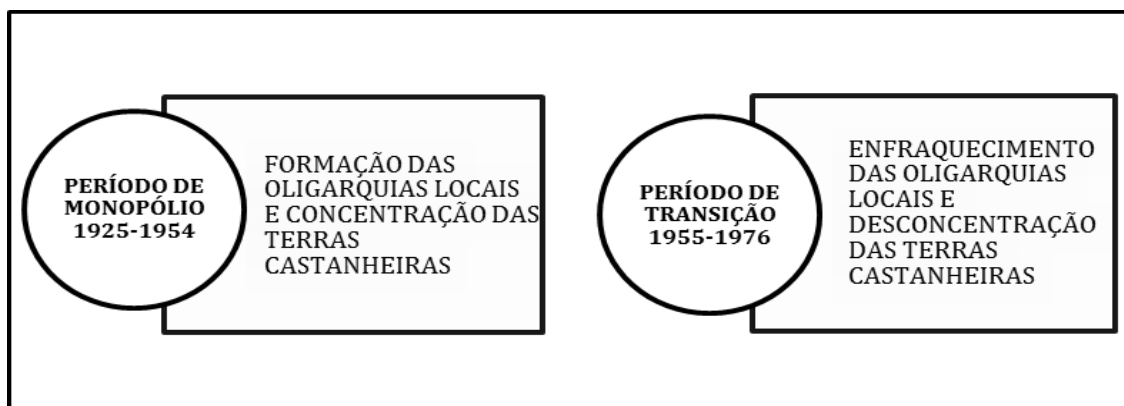 PERÍODO DE
MONOPÓLIO
1925-1954
FORMAÇÃO DAS
OLIGARQUIAS LOCAIS
E CONCENTRAÇÃO DAS
TERRAS
CASTANHEIRAS
PERÍODO DE
TRANSIÇÃO
1955-1976
ENFRAQUECIMENTO
DAS OLIGARQUIAS
LOCAIS E
DESCONCENTRAÇÃO
DAS TERRAS
CASTANHEIRAS